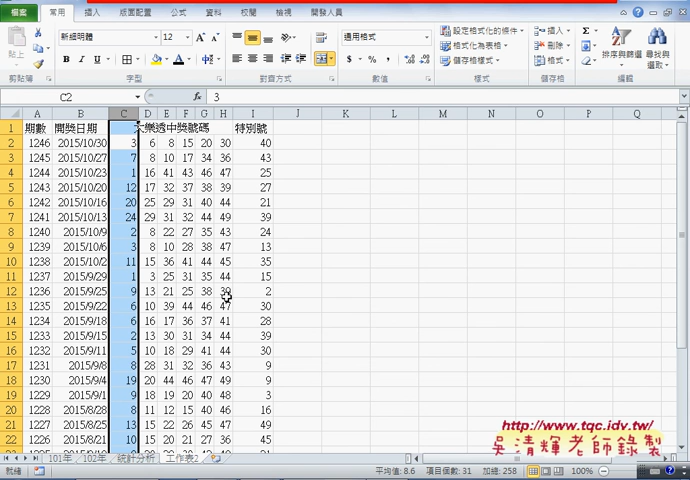 檔案 常用 插入 版面配置 公式 資料 校閱 檢視 開發人員
貼上 新細明體 12 通用格式 設定格式化的條件 插入
格式化為表格 刪除 排序與篩選 尋找與選取
B I U $ % 儲存格樣式 格式
剪貼簿 字型 對齊方式 數值 樣式 儲存格 編輯
C2 fx 3
A B C D E F G H I J K L M N O P Q
1 期數 開獎日期 大樂透中獎號碼 特別號
2 1246 2015/10/30 3 6 8 15 20 30 40
3 1245 2015/10/27 7 8 10 17 34 36 43
4 1244 2015/10/23 1 16 41 43 46 47 25
5 1243 2015/10/20 12 17 32 37 38 39 27
6 1242 2015/10/16 20 25 29 31 40 44 21
7 1241 2015/10/13 24 29 31 32 44 49 39
8 1240 2015/10/9 2 8 22 27 35 43 24
9 1239 2015/10/6 3 8 10 28 38 47 13
10 1238 2015/10/2 11 15 36 41 44 45 35
11 1237 2015/9/29 1 3 25 31 35 44 15
12 1236 2015/9/25 9 13 21 25 38 39 2
13 1235 2015/9/22 6 10 39 44 46 47 30
14 1234 2015/9/18 6 16 17 36 37 41 28
15 1233 2015/9/15 2 13 30 31 34 44 39
16 1232 2015/9/11 5 10 18 29 41 44 30
17 1231 2015/9/8 8 28 31 32 36 43 9
18 1230 2015/9/4 19 20 44 46 47 49 9
19 1229 2015/9/1 9 18 19 20 40 48 3
20 1228 2015/8/28 8 11 12 15 40 46 16
21 1227 2015/8/25 13 15 22 26 45 47 49
22 1226 2015/8/21 10 15 20 21 27 36 45
http://www.tqc.idv.tw/
吳清輝老師錄製
101年 102年 統計分析 工作表2
就緒 平均值: 8.6 項目個數: 31 加總: 258 100%